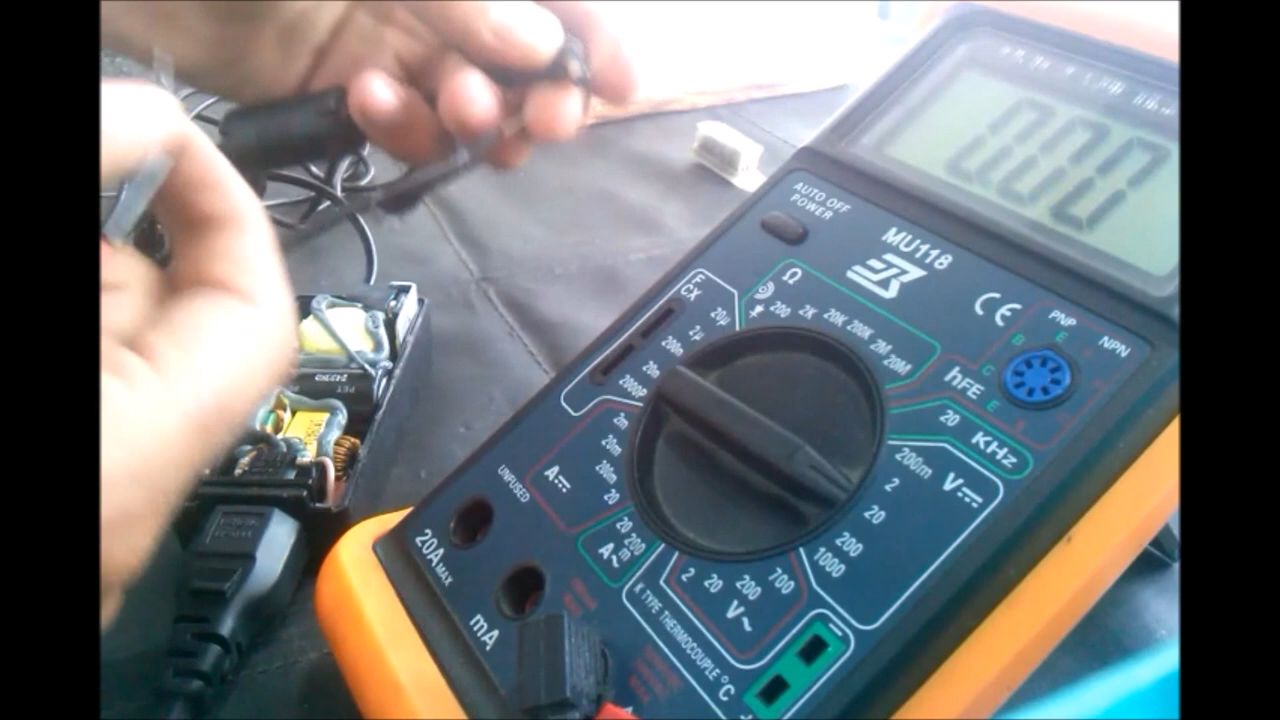 0.00
AUTO OFF
POWER
MU118
CE
Ω
200 2K 20K 200K 2M 20M
F
CX
20µ
2µ
200n
20n
2000P
PNP
NPN
B
E
C
E
hFE
20 KHz
2m
20m
200m
20
A
UNFUSED
20A MAX
mA
20 200
m
A~
200m
2
20
200
1000
V
2 20 200 700
V~
K TYPE THERMOCOUPLE °C